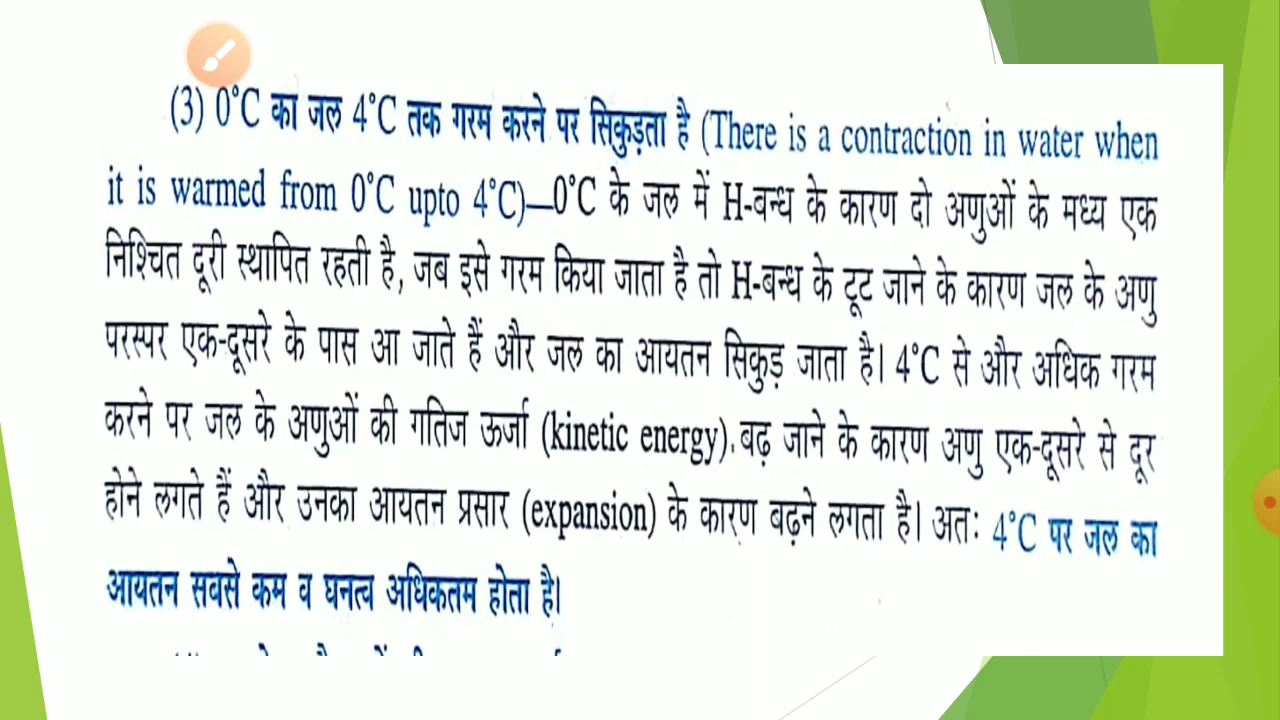 (3) 0°C का जल 4°C तक गरम करने पर सिकुड़ता है (There is a contraction in water when
it is warmed from 0°C upto 4°C)—0°C के जल में H-बन्ध के कारण दो अणुओं के मध्य एक
निश्चित दूरी स्थापित रहती है, जब इसे गरम किया जाता है तो H-बन्ध के टूट जाने के कारण जल के अणु
परस्पर एक-दूसरे के पास आ जाते हैं और जल का आयतन सिकुड़ जाता है। 4°C से और अधिक गरम
करने पर जल के अणुओं की गतिज ऊर्जा (kinetic energy) बढ़ जाने के कारण अणु एक-दूसरे से दूर
होने लगते हैं और उनका आयतन प्रसार (expansion) के कारण बढ़ने लगता है। अतः 4°C पर जल का
आयतन सबसे कम व घनत्व अधिकतम होता है।